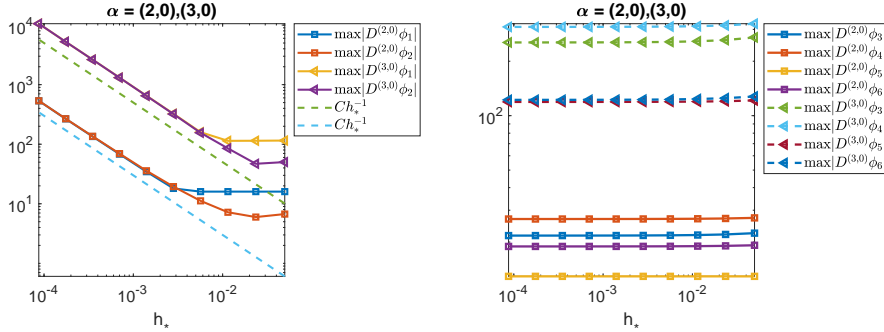 α = (2,0),(3,0)
10^4
10^3
10^2
10^1
10^-4
10^-3
10^-2
h_*
max|D^(2,0)ϕ_1|
max|D^(2,0)ϕ_2|
max|D^(3,0)ϕ_1|
max|D^(3,0)ϕ_2|
Ch_*^-1
Ch_*^-1
α = (2,0),(3,0)
10^2
10^-4
10^-3
10^-2
h_*
max|D^(2,0)ϕ_3|
max|D^(2,0)ϕ_4|
max|D^(2,0)ϕ_5|
max|D^(2,0)ϕ_6|
max|D^(3,0)ϕ_3|
max|D^(3,0)ϕ_4|
max|D^(3,0)ϕ_5|
max|D^(3,0)ϕ_6|